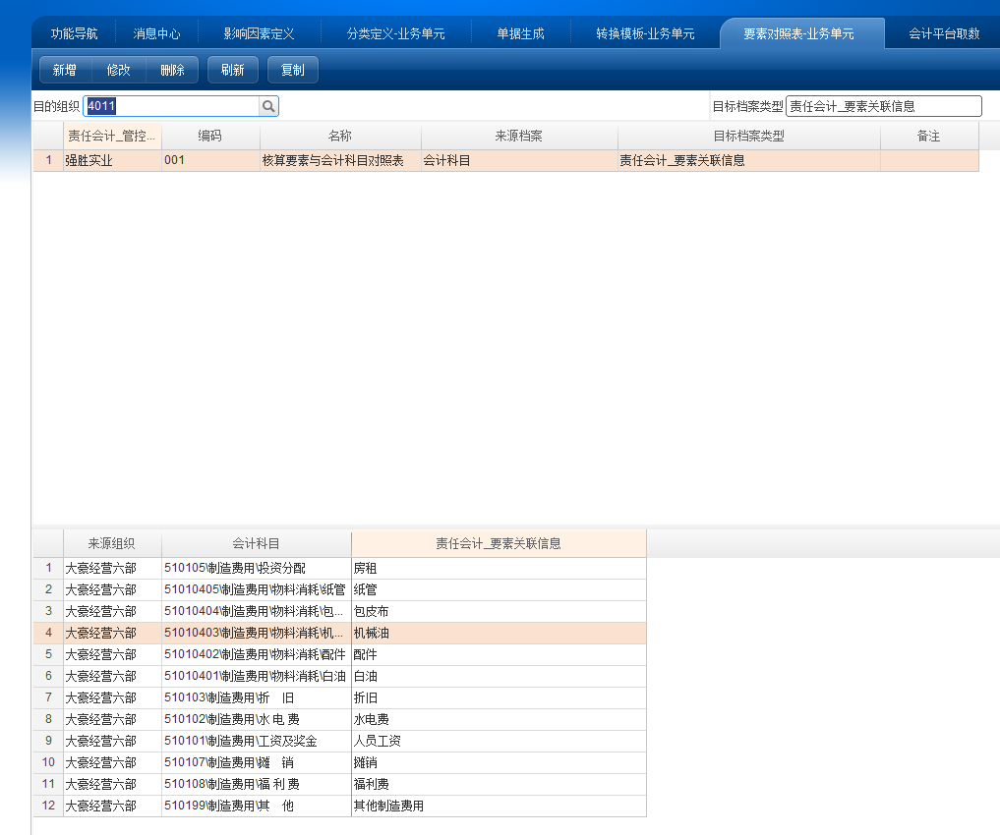 功能导航 消息中心 影响因素定义 分类定义-业务单元 单据生成 转换模板-业务单元 要素对照表-业务单元 会计平台取数
新增 修改 删除 刷新 复制
目的组织 4011 目标档案类型 责任会计_要素关联信息
责任会计_管控... 编码 名称 来源档案 目标档案类型 备注
1 强胜实业 001 核算要素与会计科目对照表 会计科目 责任会计_要素关联信息
来源组织 会计科目 责任会计_要素关联信息
1 大豪经营六部 510105\制造费用\投资分配 房租
2 大豪经营六部 51010405\制造费用\物料消耗\纸管 纸管
3 大豪经营六部 51010404\制造费用\物料消耗\包... 包皮布
4 大豪经营六部 51010403\制造费用\物料消耗\机... 机械油
5 大豪经营六部 51010402\制造费用\物料消耗\配件 配件
6 大豪经营六部 51010401\制造费用\物料消耗\白油 白油
7 大豪经营六部 510103\制造费用\折 旧 折旧
8 大豪经营六部 510102\制造费用\水 电 费 水电费
9 大豪经营六部 510101\制造费用\工资及奖金 人员工资
10 大豪经营六部 510107\制造费用\摊 销 摊销
11 大豪经营六部 510108\制造费用\福 利 费 福利费
12 大豪经营六部 510199\制造费用\其 他 其他制造费用